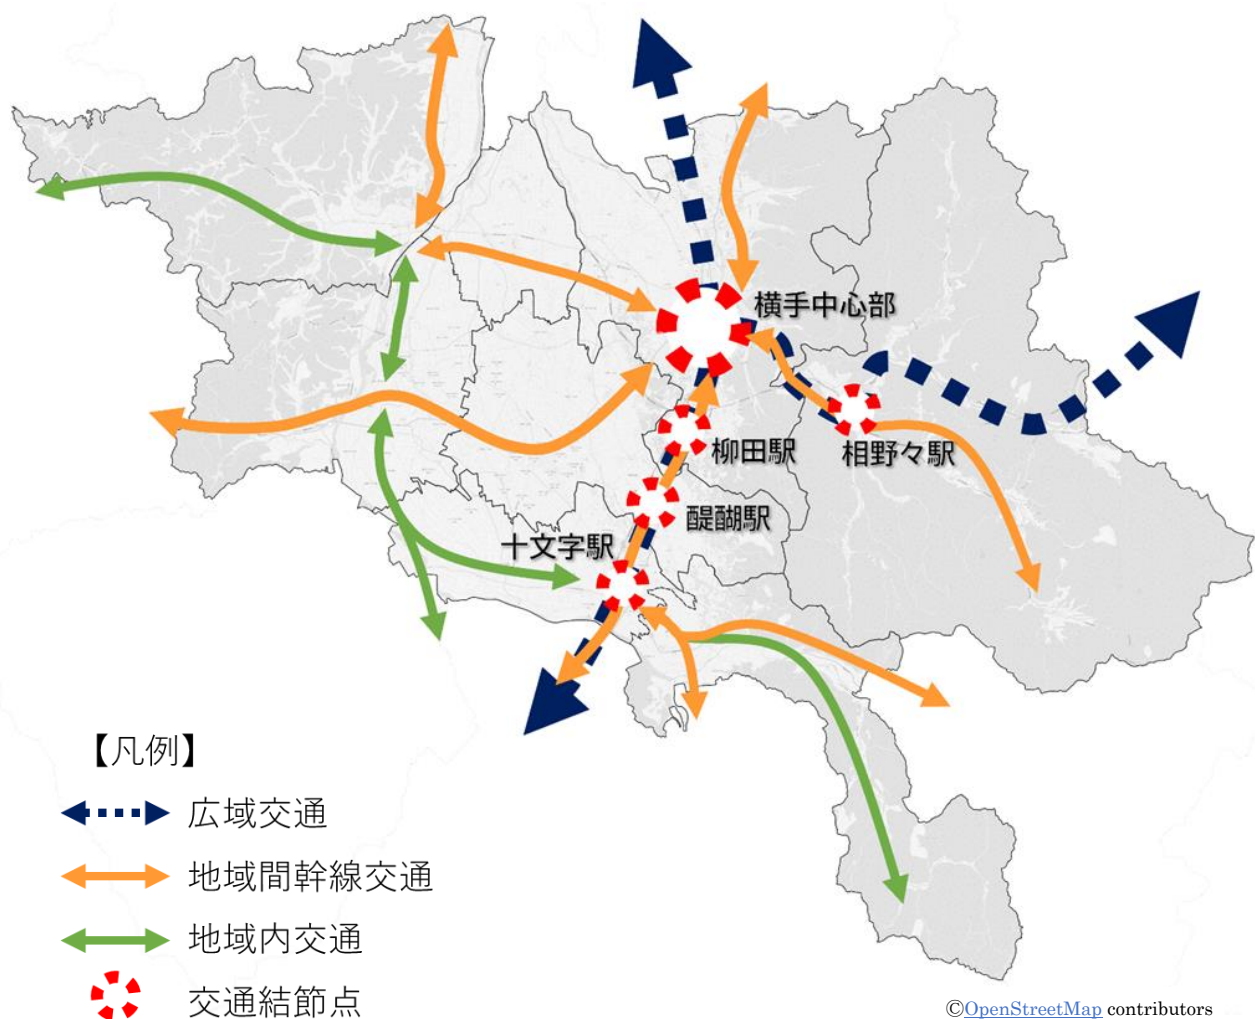 横手中心部
柳田駅
相野々駅
醍醐駅
十文字駅
【凡例】
広域交通
地域間幹線交通
地域内交通
交通結節点
©OpenStreetMap contributors